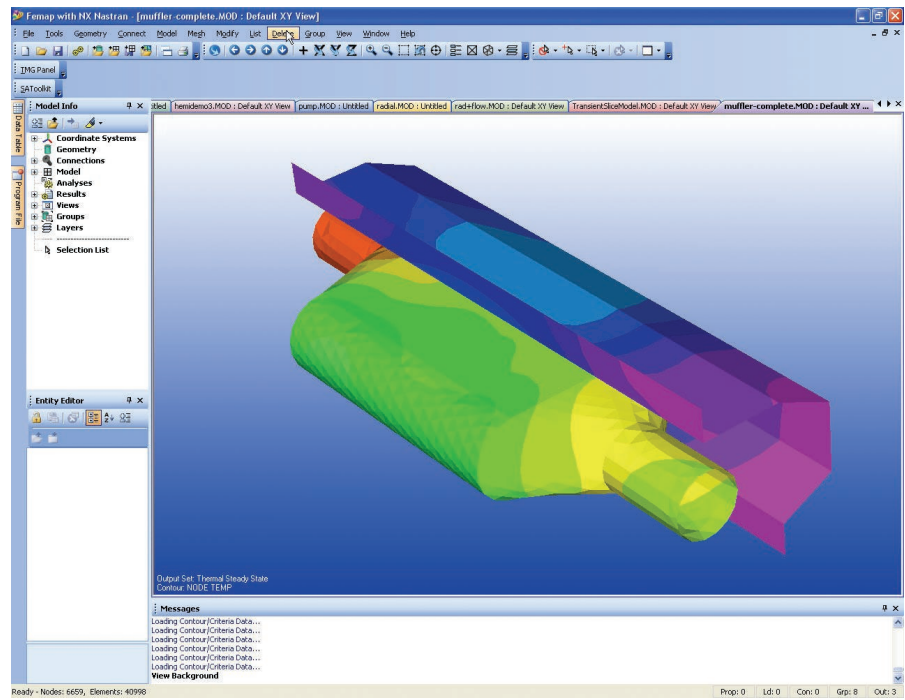 Femap with NX Nastran - [muffler-complete.MOD : Default XY View]
File Tools Geometry Connect Model Mesh Modify List Delete Group View Window Help
TMG Panel
SAToolkit
Model Info
tled hemidemo3.MOD : Default XY View pump.MOD : Untitled radial.MOD : Untitled rad+flow.MOD : Default XY View TransientSliceModel.MOD : Default XY View muffler-complete.MOD : Default XY ...
Data Table
Program File
Coordinate Systems
Geometry
Connections
Model
Analyses
Results
Views
Groups
Layers
Selection List
Entity Editor
Output Set: Thermal Steady State
Contour: NODE TEMP
Messages
Loading Contour/Criteria Data...
Loading Contour/Criteria Data...
Loading Contour/Criteria Data...
Loading Contour/Criteria Data...
Loading Contour/Criteria Data...
View Background
Ready - Nodes: 6659, Elements: 40998
Prop: 0 Ld: 0 Con: 0 Grp: 8 Out: 3